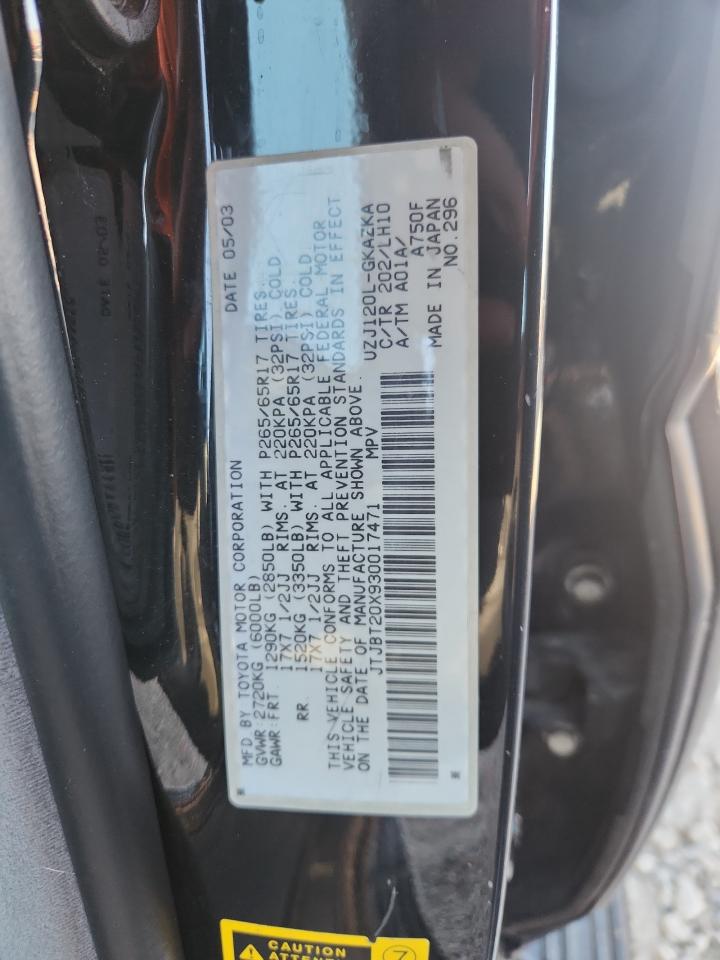 MFD BY TOYOTA MOTOR CORPORATION DATE 05/03
GVWR:2720KG (6000LB)
GAWR:FRT. 1290KG (2850LB) WITH P265/65R17 TIRES.
17X7 1/2JJ RIMS. AT 220KPA (32PSI) COLD
RR. 1520KG (3350LB) WITH P265/65R17 TIRES.
17X7 1/2JJ RIMS. AT 220KPA (32PSI) COLD
THIS VEHICLE CONFORMS TO ALL APPLICABLE FEDERAL MOTOR
VEHICLE SAFETY AND THEFT PREVENTION STANDARDS IN EFFECT
ON THE DATE OF MANUFACTURE SHOWN ABOVE.
JTJBT20X930017471 MPV
UZJ120L-GKAZKA
C/TR 202/LH10
A/TM A01A/
A750F
MADE IN JAPAN
NO.296
CAUTION
DATE 02-03